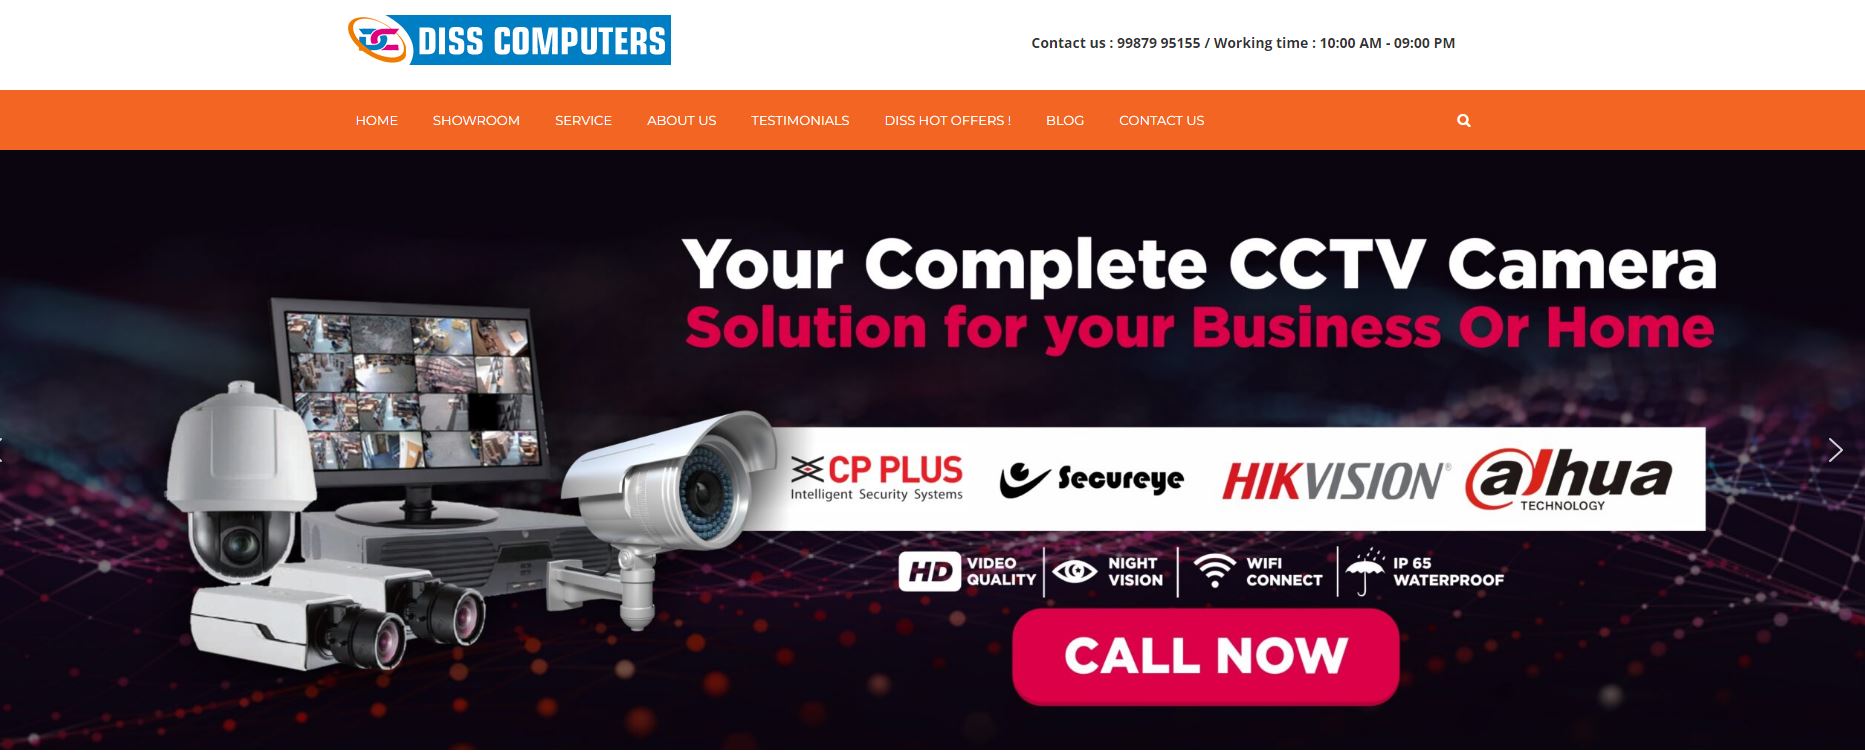 DISS COMPUTERS
Contact us : 99879 95155 / Working time : 10:00 AM - 09:00 PM
HOME SHOWROOM SERVICE ABOUT US TESTIMONIALS DISS HOT OFFERS ! BLOG CONTACT US
Your Complete CCTV Camera
Solution for your Business Or Home
CP PLUS
Intelligent Security Systems
Secureye
HIKVISION®
alhua
TECHNOLOGY
HD VIDEO QUALITY
NIGHT VISION
WIFI CONNECT
IP 65 WATERPROOF
CALL NOW